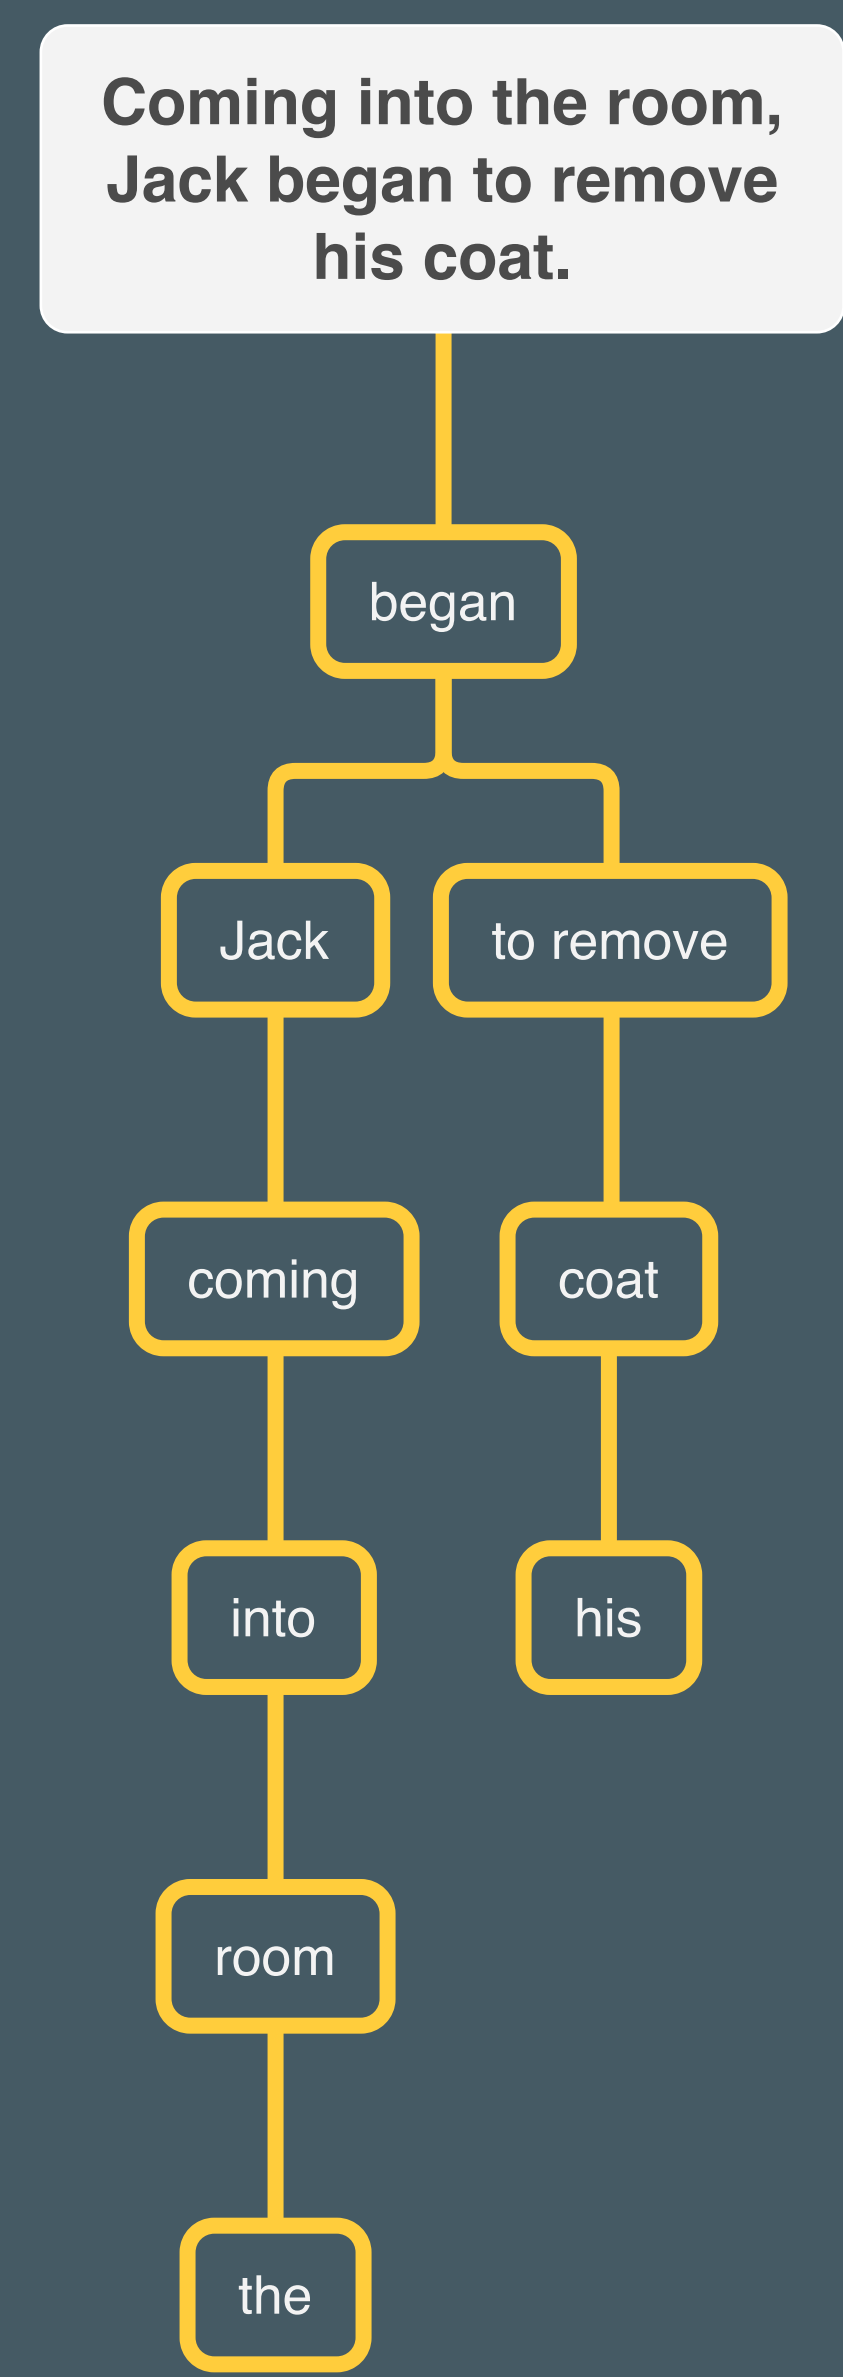 Coming into the room,
Jack began to remove
his coat.
began
Jack
to remove
coming
coat
into
his
room
the